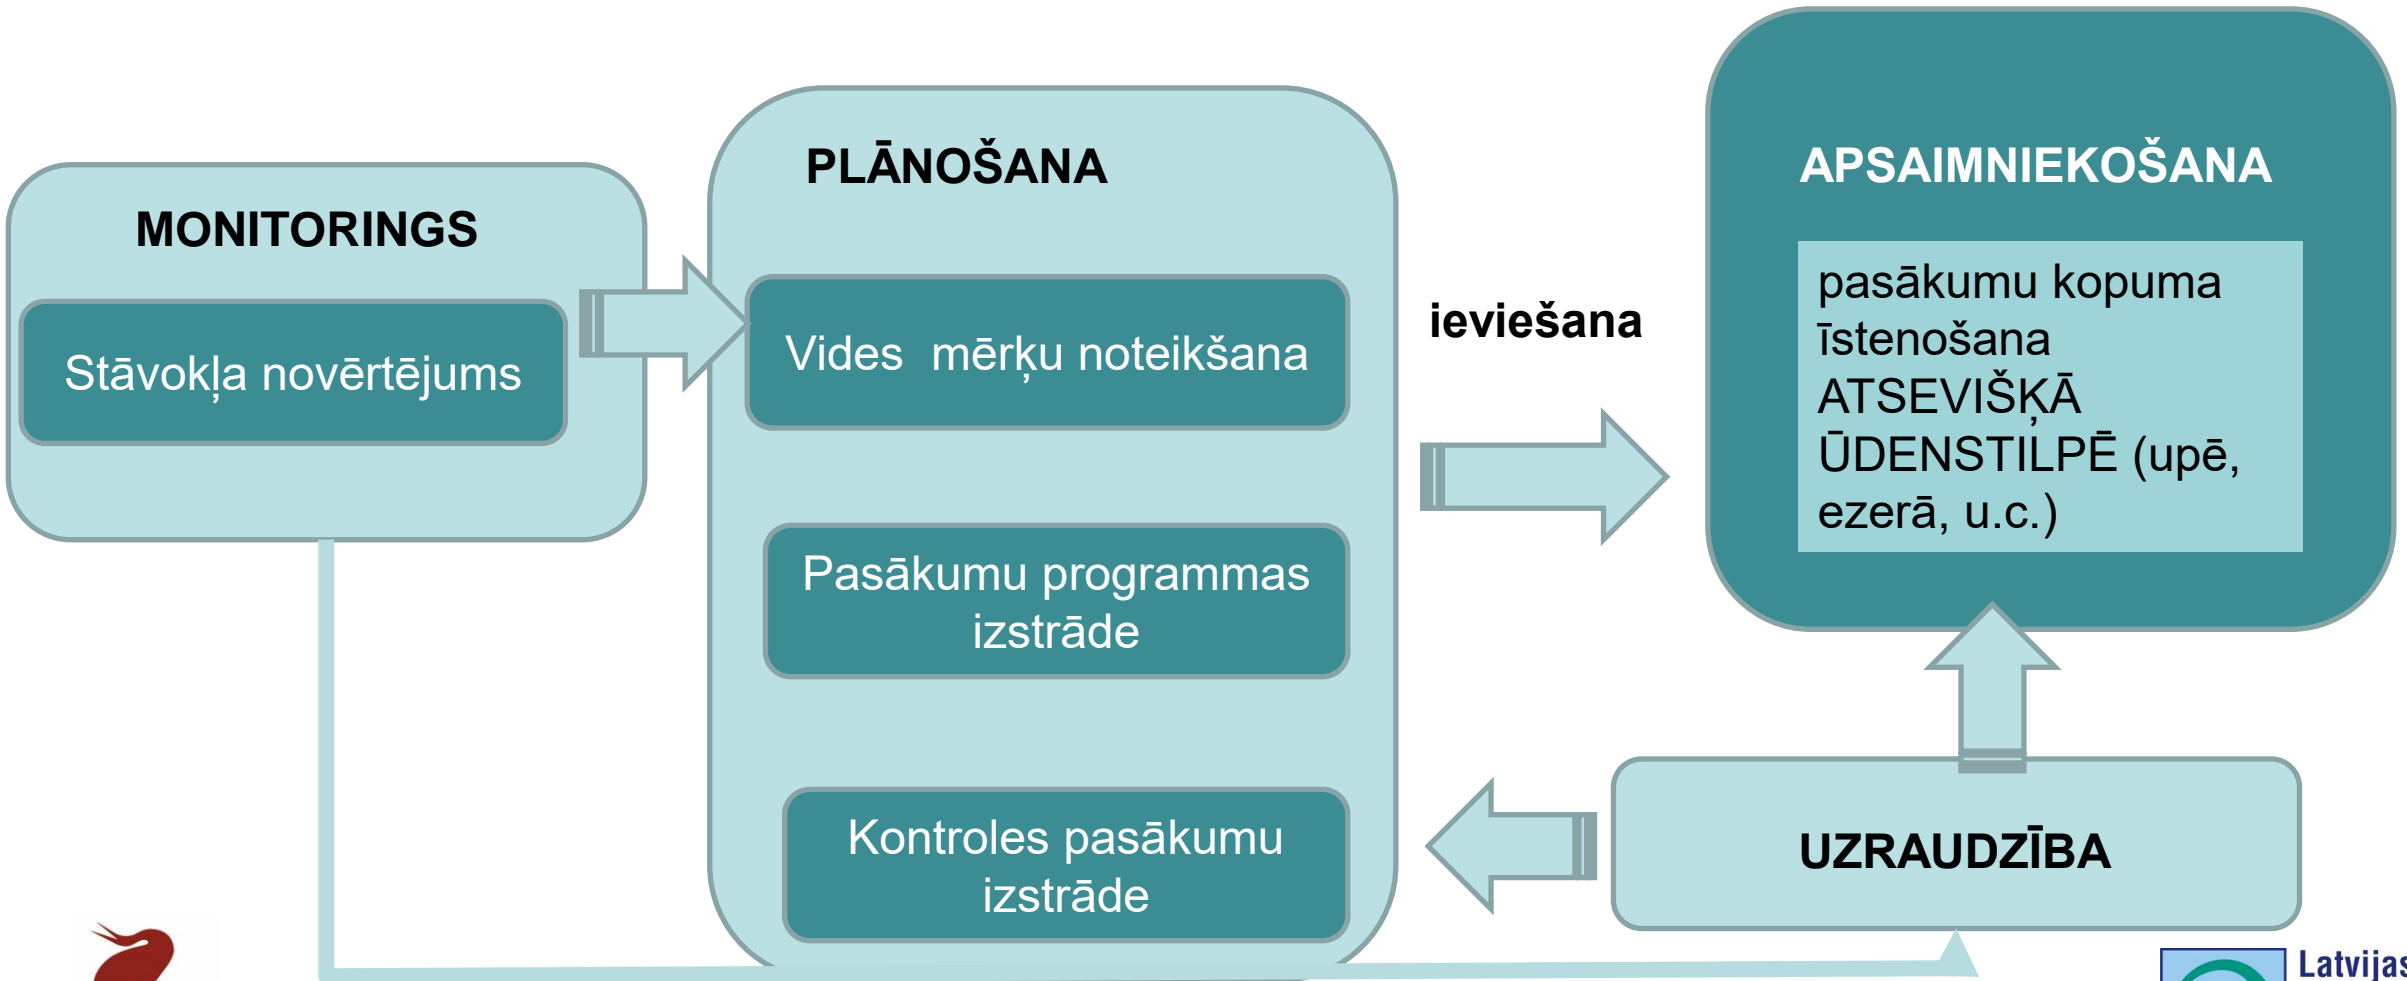 MONITORINGS
Stāvokļa novērtējums
PLĀNOŠANA
Vides mērķu noteikšana
Pasākumu programmas
izstrāde
Kontroles pasākumu
izstrāde
ieviešana
APSAIMNIEKOŠANA
pasākumu kopuma
īstenošana
ATSEVIŠĶĀ
ŪDENSTILPĒ (upē,
ezerā, u.c.)
UZRAUDZĪBA
Latvijas